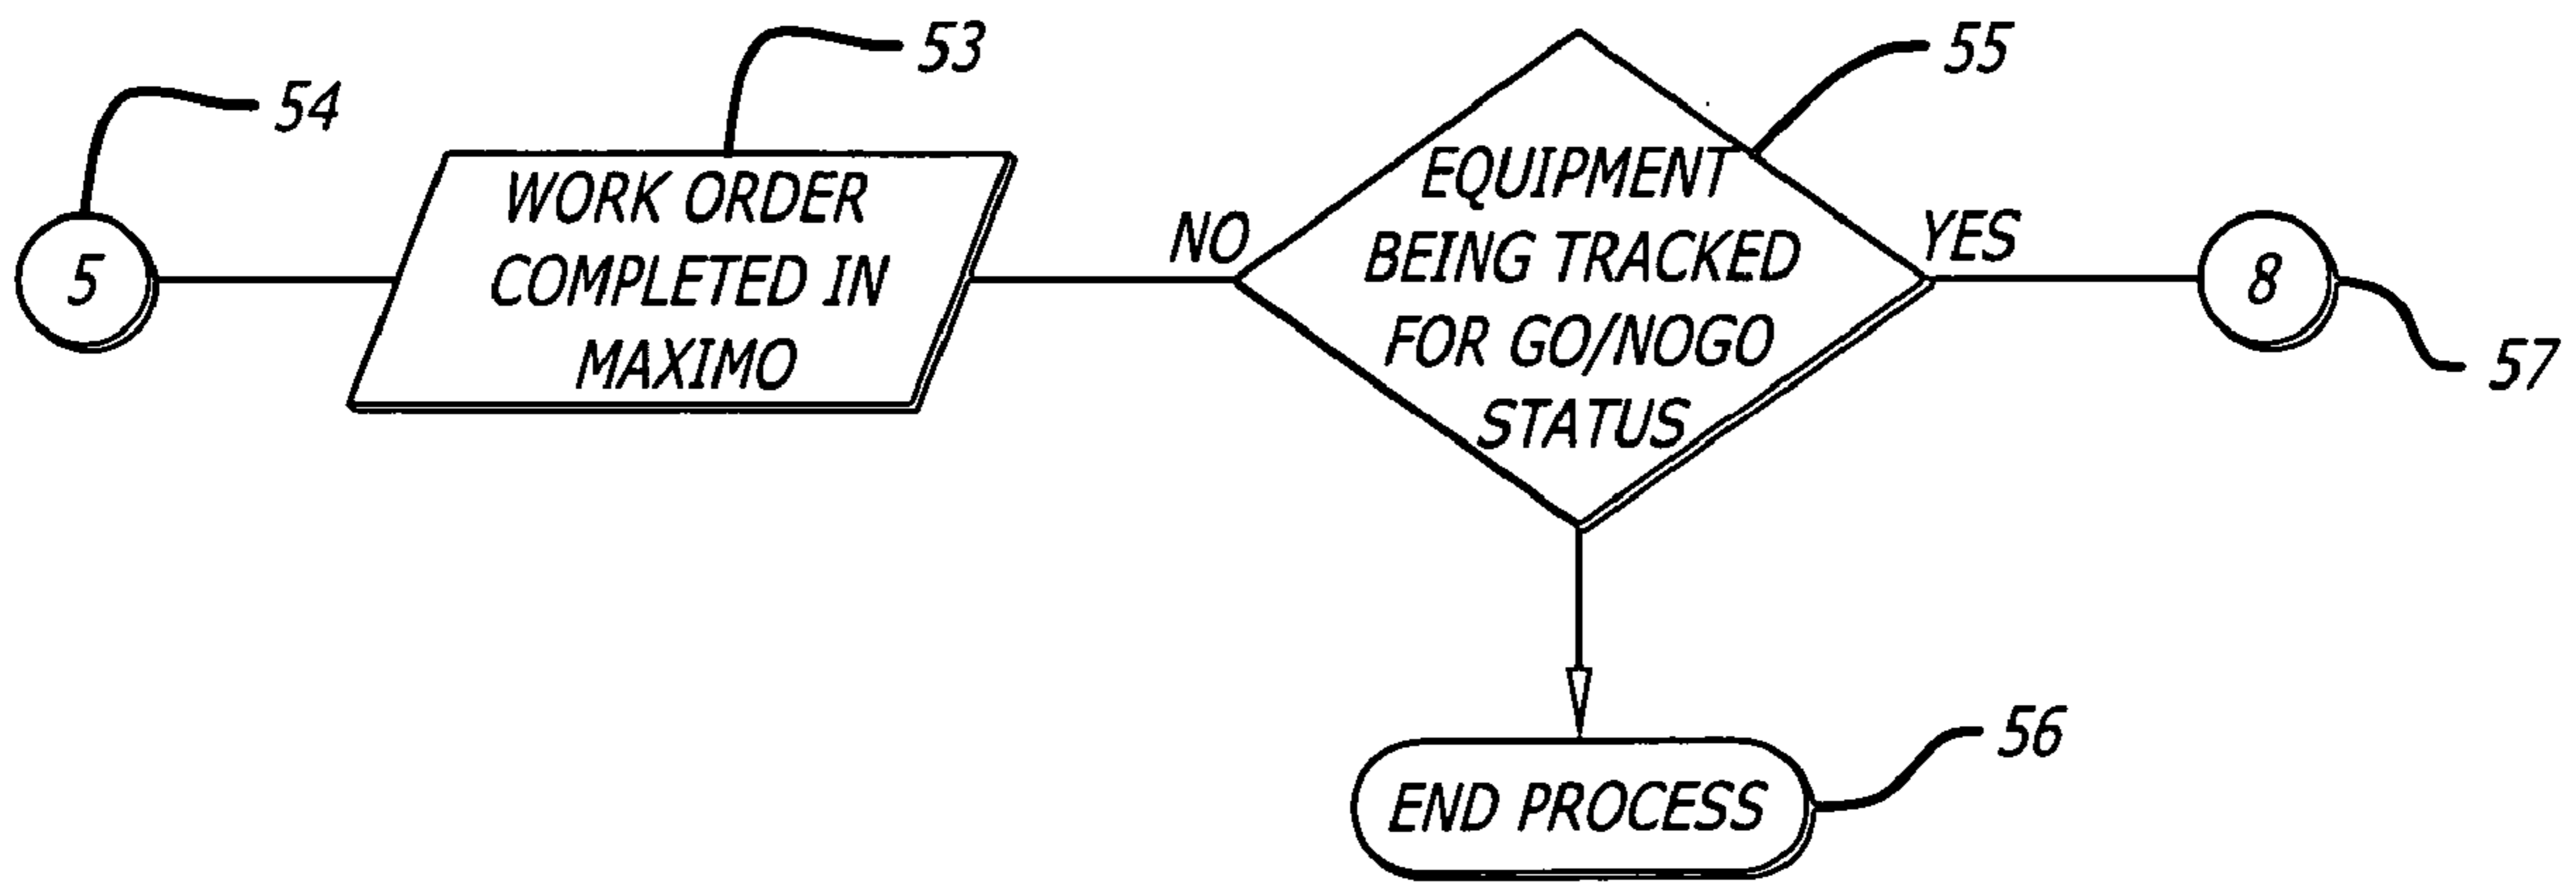 54
5
53
WORK ORDER
COMPLETED IN
MAXIMO
NO
55
EQUIPMENT
BEING TRACKED
FOR GO/NOGO
STATUS
YES
8
57
END PROCESS
56